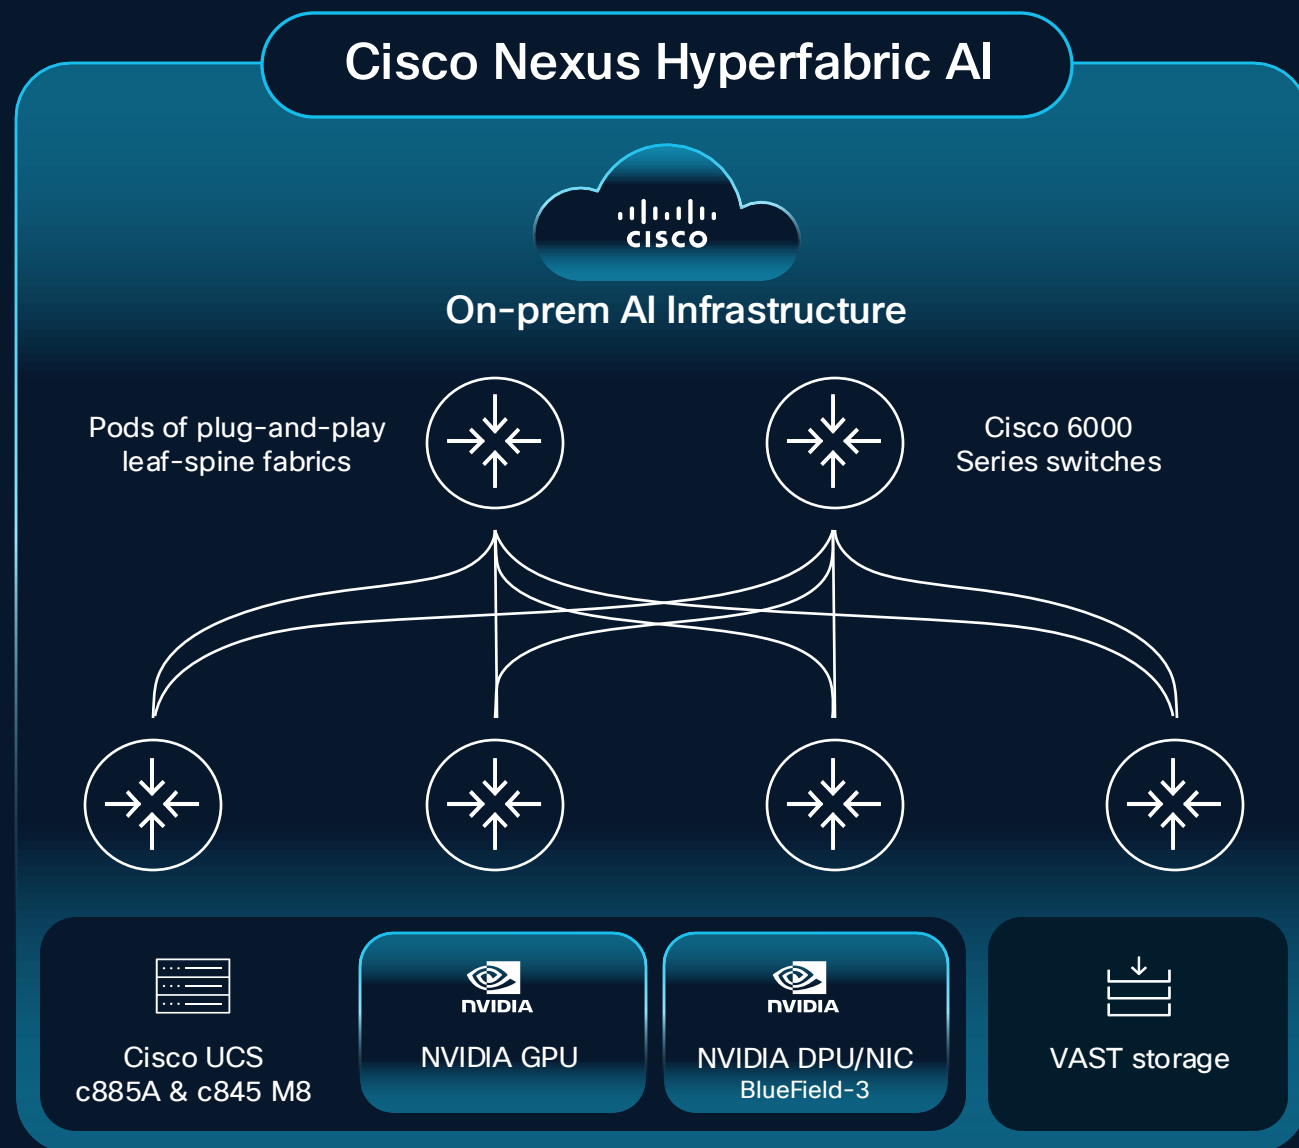 Cisco Nexus Hyperfabric AI
CISCO
On-prem AI Infrastructure
Pods of plug-and-play
leaf-spine fabrics
Cisco 6000
Series switches
Cisco UCS
c885A & c845 M8
NVIDIA
NVIDIA GPU
NVIDIA
NVIDIA DPU/NIC
BlueField-3
VAST storage